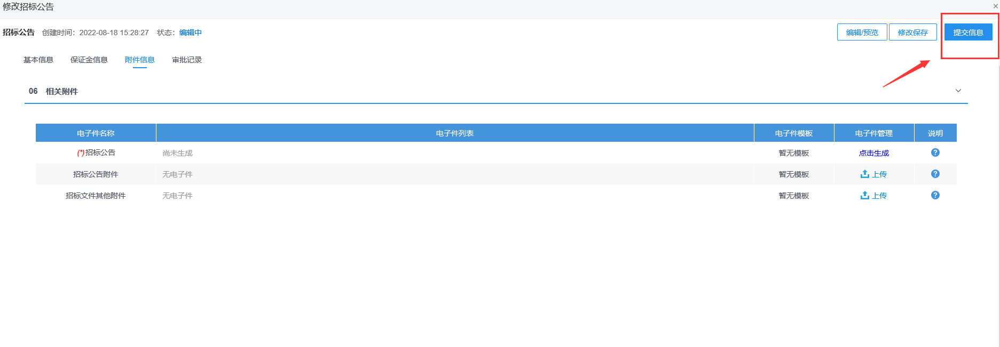 修改招标公告
招标公告 创建时间：2022-08-18 15:28:27 状态：编辑中 编辑/预览 修改保存 提交信息
基本信息 保证金信息 附件信息 审批记录
06 相关附件
电子件名称 电子件列表 电子件模板 电子件管理 说明
(*)招标公告 尚未生成 暂无模板 点击生成
招标公告附件 无电子件 暂无模板 上传
招标文件其他附件 无电子件 暂无模板 上传